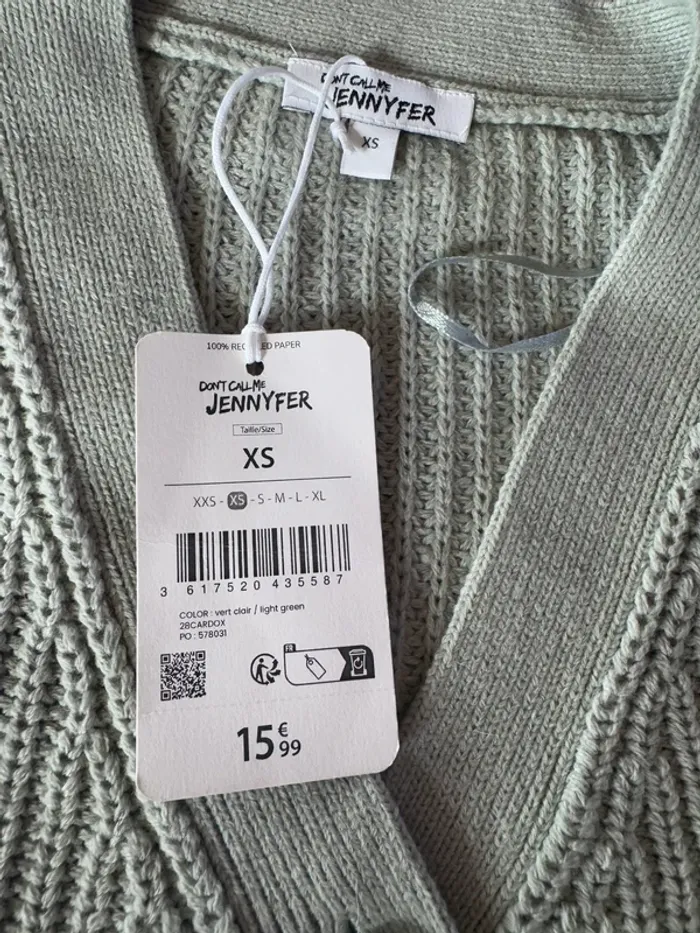 DON'T CALL ME
JENNYFER
XS
100% RECYCLED PAPER
DON'T CALL ME
JENNYFER
Taille/Size
XS
XXS - XS - S - M - L - XL
3 617520 435587
COLOR : vert clair / light green
28CARDOX
PO : 578031
FR
15€99